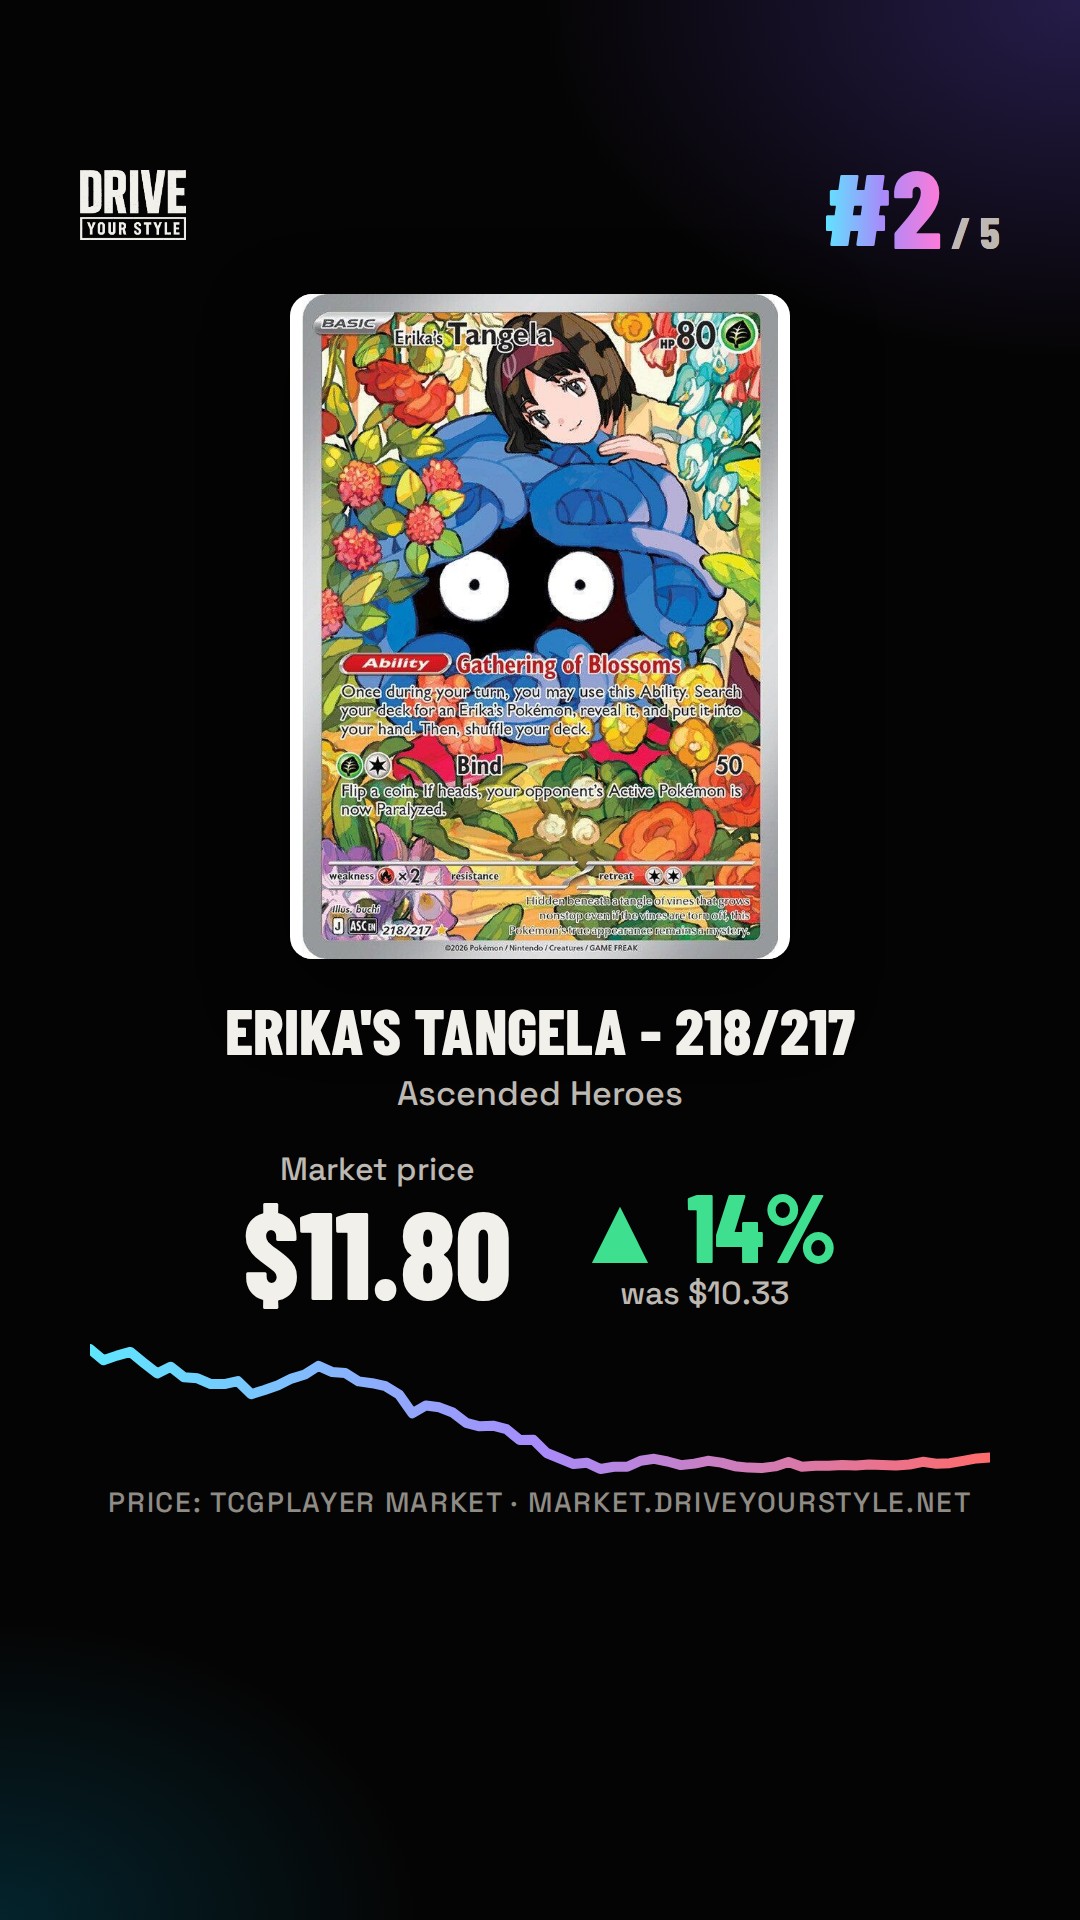 DRIVE
YOUR STYLE
#2 / 5
BASIC
Erika's Tangela
HP 80
Ability Gathering of Blossoms
Once during your turn, you may use this Ability. Search
your deck for an Erika's Pokémon, reveal it, and put it into
your hand. Then, shuffle your deck.
Bind 50
Flip a coin. If heads, your opponent's Active Pokémon is
now Paralyzed.
weakness ×2 resistance retreat
Hidden beneath a tangle of vines that grows
nonstop even if the vines are torn off, this
Pokémon's true appearance remains a mystery.
Illus. buchi
J ASC EN 218/217
©2026 Pokémon / Nintendo / Creatures / GAME FREAK
ERIKA'S TANGELA - 218/217
Ascended Heroes
Market price
$11.80
▲ 14%
was $10.33
PRICE: TCGPLAYER MARKET · MARKET.DRIVEYOURSTYLE.NET